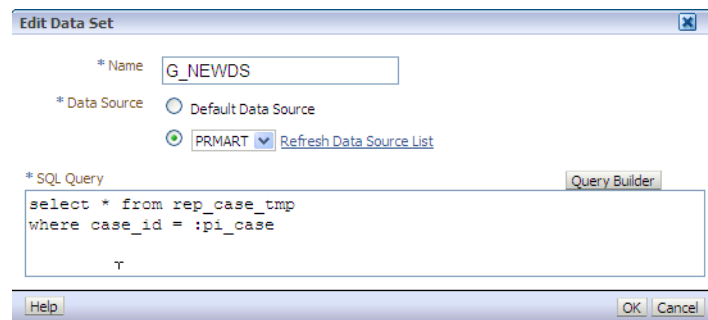 Edit Data Set
* Name G_NEWDS
* Data Source Default Data Source
PRMART Refresh Data Source List
* SQL Query Query Builder
select * from rep_case_tmp
where case_id = :pi_case
Help OK Cancel